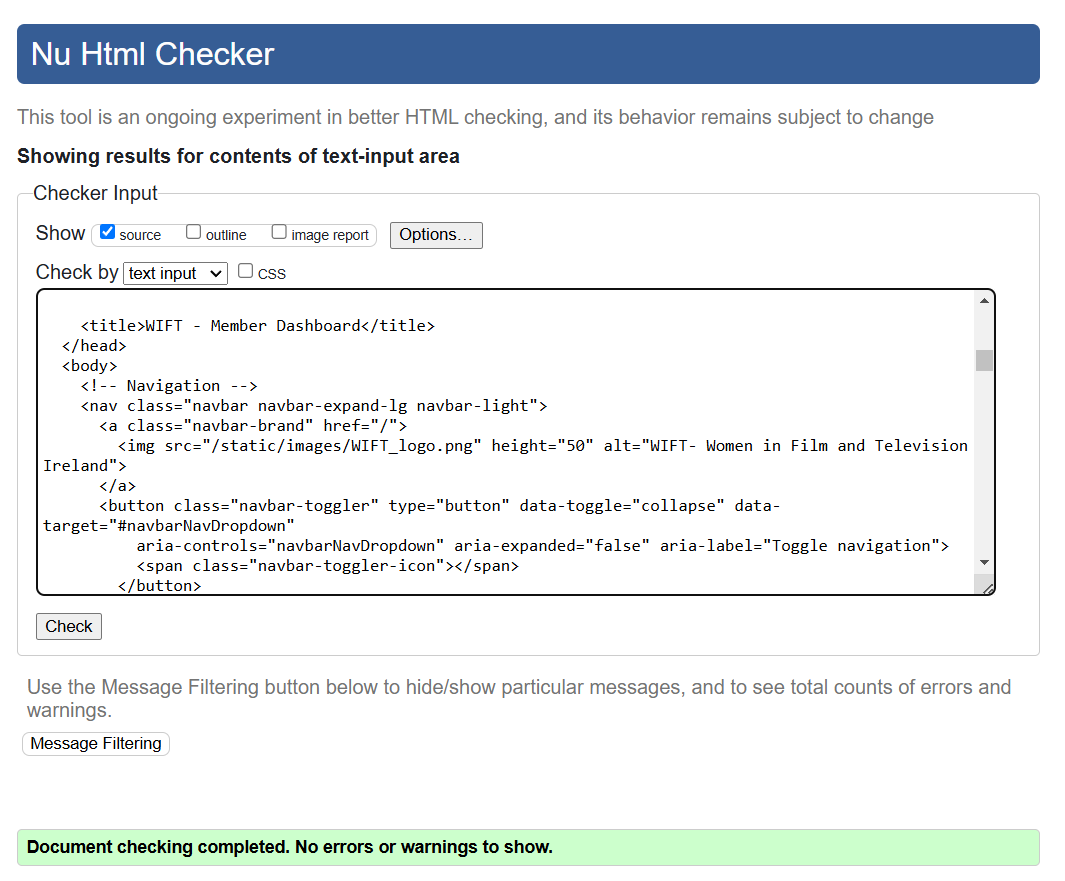 Nu Html Checker
This tool is an ongoing experiment in better HTML checking, and its behavior remains subject to change
Showing results for contents of text-input area
Checker Input
Show source outline image report Options...
Check by text input CSS
<title>WIFT - Member Dashboard</title>
</head>
<body>
<!-- Navigation -->
<nav class="navbar navbar-expand-lg navbar-light">
<a class="navbar-brand" href="/">
<img src="/static/images/WIFT_logo.png" height="50" alt="WIFT- Women in Film and Television
Ireland">
</a>
<button class="navbar-toggler" type="button" data-toggle="collapse" data-
target="#navbarNavDropdown"
aria-controls="navbarNavDropdown" aria-expanded="false" aria-label="Toggle navigation">
<span class="navbar-toggler-icon"></span>
</button>
Check
Use the Message Filtering button below to hide/show particular messages, and to see total counts of errors and
warnings.
Message Filtering
Document checking completed. No errors or warnings to show.